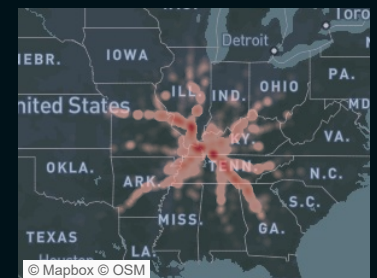 Toro
Detroit
NEBR.
IOWA
ILL.
IND.
OHIO
PA.
nited States
MD
KY.
VA.
OKLA.
ARK.
TENN.
N.C.
S.C.
MISS.
GA.
TEXAS
LA.
Houston
© Mapbox © OSM